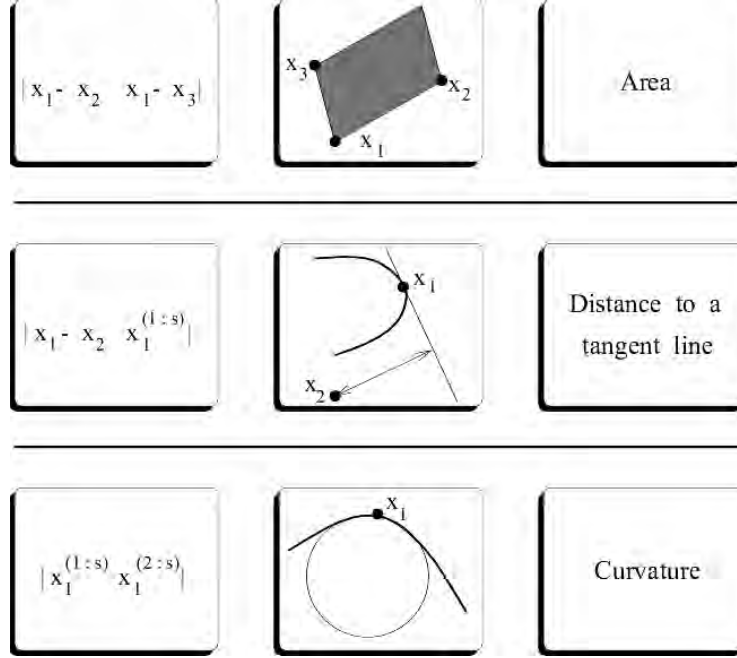 | x₁ - x₂ x₁ - x₃ |
x₃
x₂
x₁
Area
| x₁ - x₂ x₁⁽¹ ˢ⁾ |
x₁
x₂
Distance to a
tangent line
| x₁⁽¹ : ˢ⁾ x₁⁽² : ˢ⁾ |
x₁
Curvature